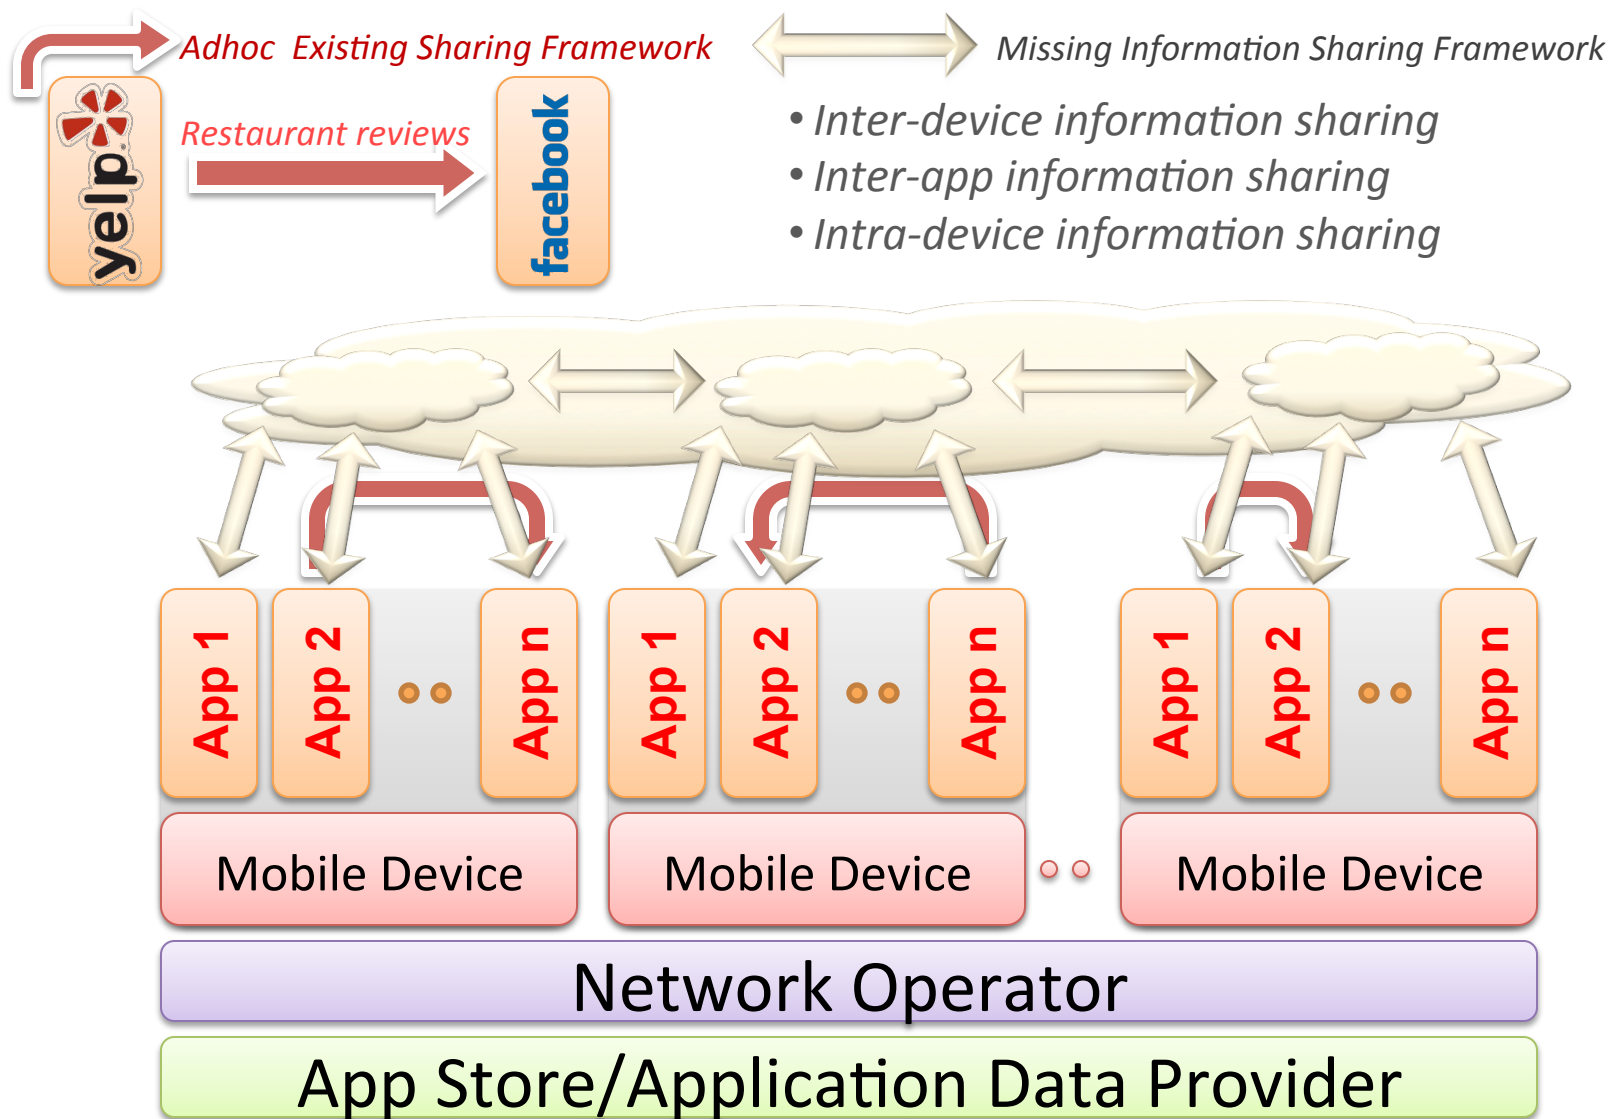 Adhoc Existing Sharing Framework
Missing Information Sharing Framework
yelp
Restaurant reviews
facebook
• Inter-device information sharing
• Inter-app information sharing
• Intra-device information sharing
App 1
App 2
App n
App 1
App 2
App n
App 1
App 2
App n
Mobile Device
Mobile Device
Mobile Device
Network Operator
App Store/Application Data Provider